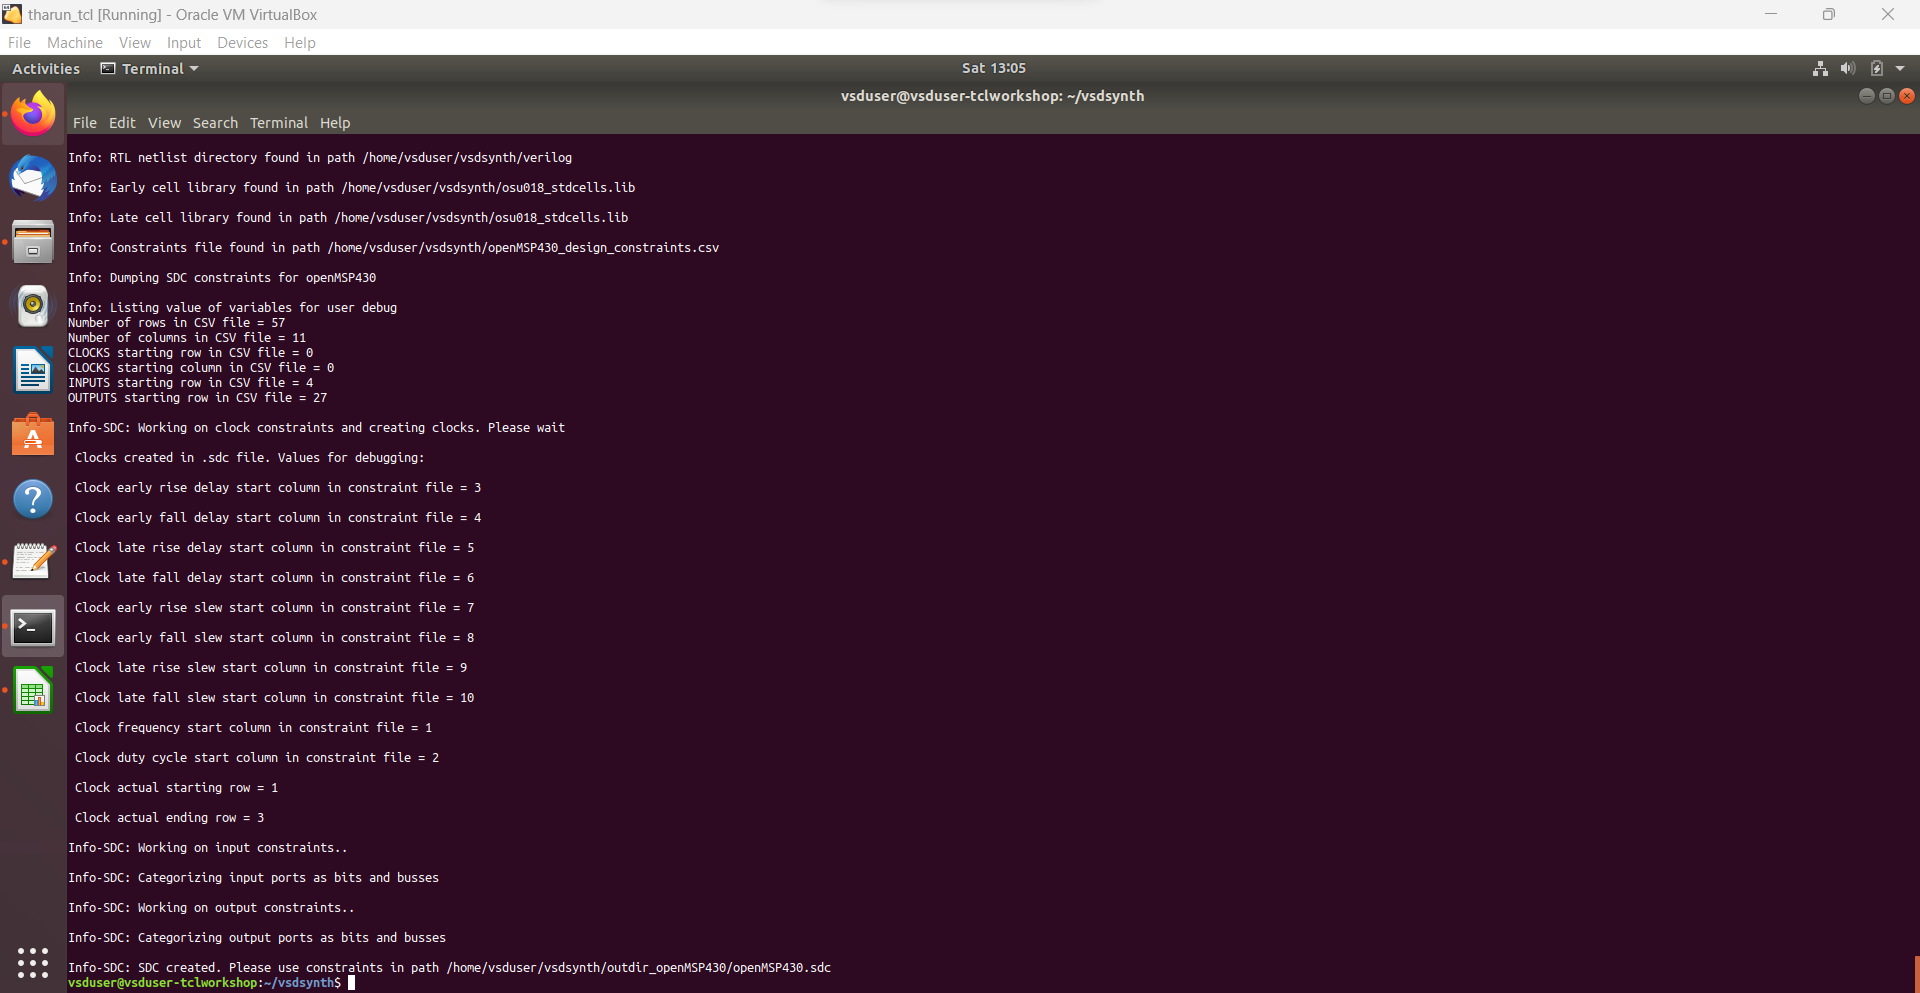 tharun_tcl [Running] - Oracle VM VirtualBox
File Machine View Input Devices Help
Activities Terminal Sat 13:05
vsduser@vsduser-tclworkshop: ~/vsdsynth
File Edit View Search Terminal Help
Info: RTL netlist directory found in path /home/vsduser/vsdsynth/verilog
Info: Early cell library found in path /home/vsduser/vsdsynth/osu018_stdcells.lib
Info: Late cell library found in path /home/vsduser/vsdsynth/osu018_stdcells.lib
Info: Constraints file found in path /home/vsduser/vsdsynth/openMSP430_design_constraints.csv
Info: Dumping SDC constraints for openMSP430
Info: Listing value of variables for user debug
Number of rows in CSV file = 57
Number of columns in CSV file = 11
CLOCKS starting row in CSV file = 0
CLOCKS starting column in CSV file = 0
INPUTS starting row in CSV file = 4
OUTPUTS starting row in CSV file = 27
Info-SDC: Working on clock constraints and creating clocks. Please wait
Clocks created in .sdc file. Values for debugging:
Clock early rise delay start column in constraint file = 3
Clock early fall delay start column in constraint file = 4
Clock late rise delay start column in constraint file = 5
Clock late fall delay start column in constraint file = 6
Clock early rise slew start column in constraint file = 7
Clock early fall slew start column in constraint file = 8
Clock late rise slew start column in constraint file = 9
Clock late fall slew start column in constraint file = 10
Clock frequency start column in constraint file = 1
Clock duty cycle start column in constraint file = 2
Clock actual starting row = 1
Clock actual ending row = 3
Info-SDC: Working on input constraints..
Info-SDC: Categorizing input ports as bits and busses
Info-SDC: Working on output constraints..
Info-SDC: Categorizing output ports as bits and busses
Info-SDC: SDC created. Please use constraints in path /home/vsduser/vsdsynth/outdir_openMSP430/openMSP430.sdc
vsduser@vsduser-tclworkshop:~/vsdsynth$